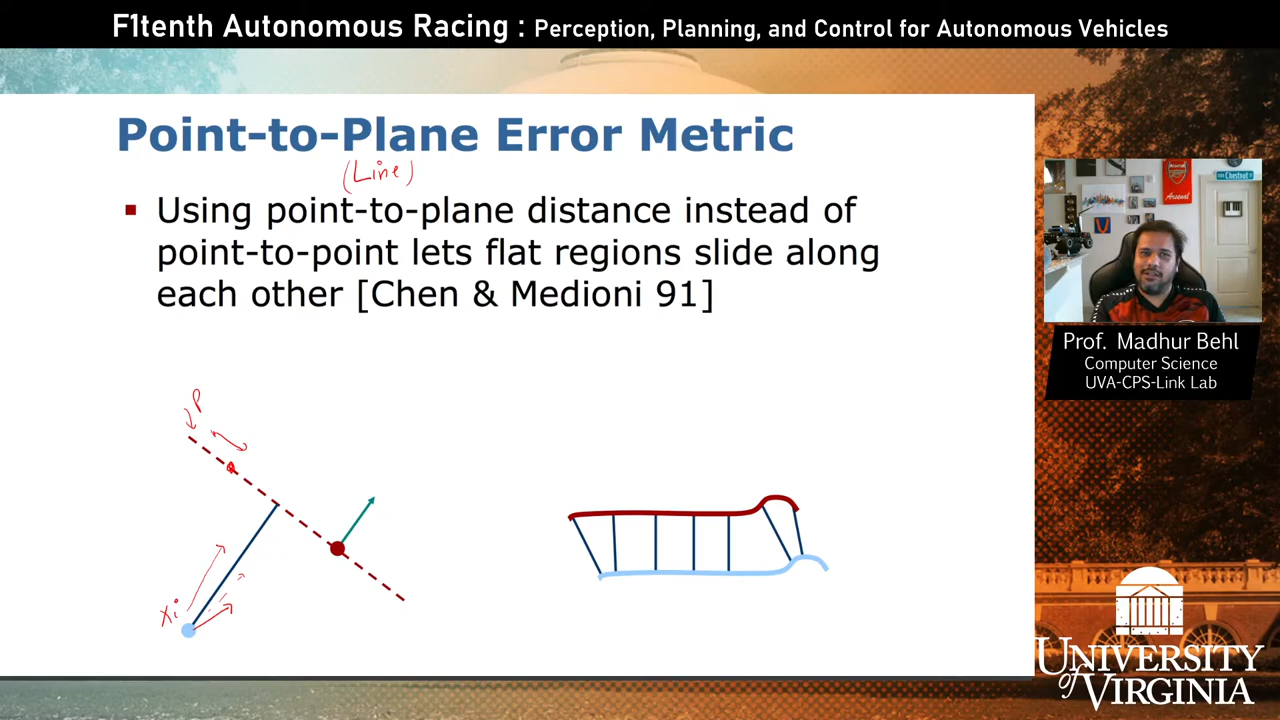 F1tenth Autonomous Racing : Perception, Planning, and Control for Autonomous Vehicles
Point-to-Plane Error Metric
(Line)
Using point-to-plane distance instead of
point-to-point lets flat regions slide along
each other [Chen & Medioni 91]
P
xi
Arsenal
Chestnut
Prof. Madhur Behl
Computer Science
UVA-CPS-Link Lab
UNIVERSITY
of VIRGINIA